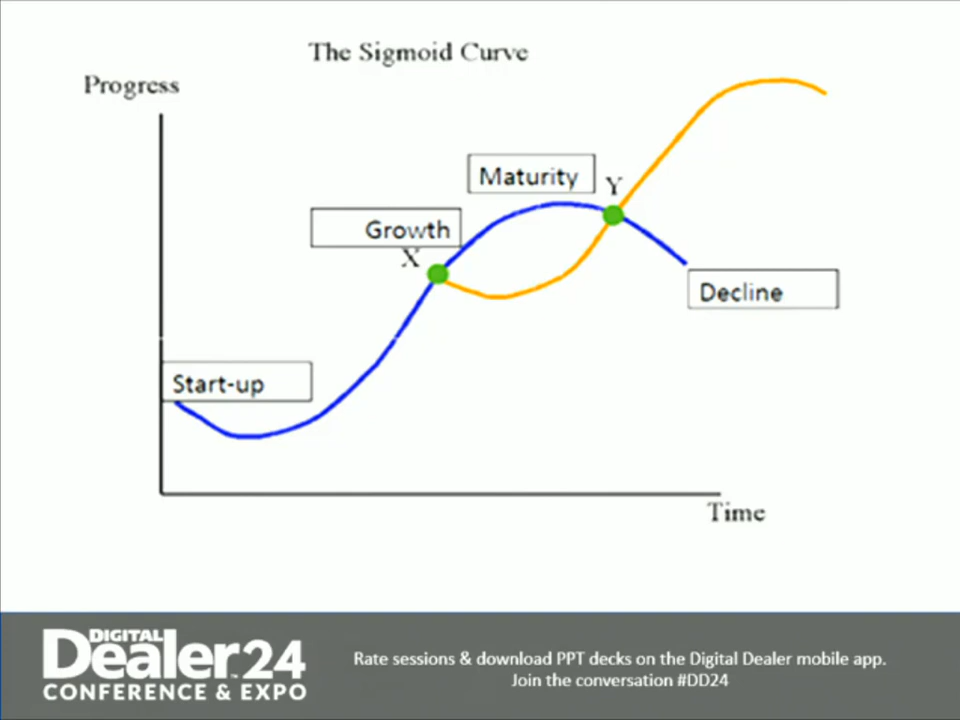 The Sigmoid Curve
Progress
Maturity
Y
Growth
X
Decline
Start-up
Time
DIGITAL
Dealer24
CONFERENCE & EXPO
Rate sessions & download PPT decks on the Digital Dealer mobile app.
Join the conversation #DD24